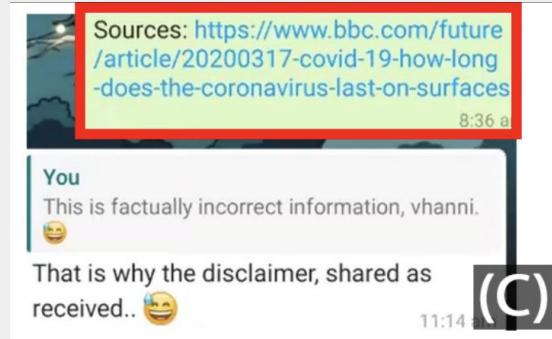 Sources: https://www.bbc.com/future
/article/20200317-covid-19-how-long
-does-the-coronavirus-last-on-surfaces
8:36 a
You
This is factually incorrect information, vhanni.
😅
That is why the disclaimer, shared as
received.. 😅
11:14 am
(C)